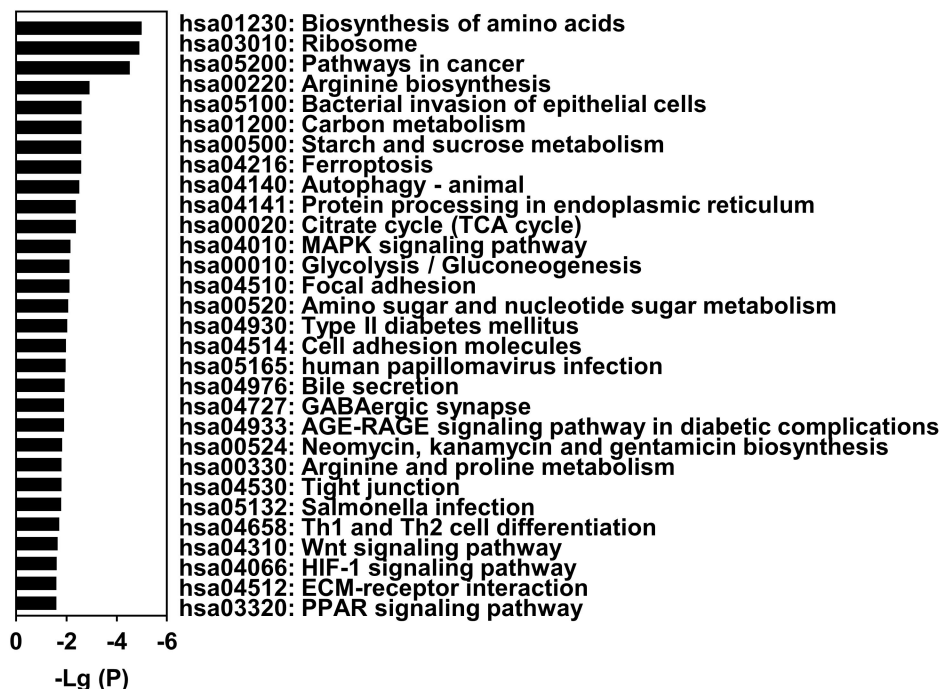 hsa01230: Biosynthesis of amino acids
hsa03010: Ribosome
hsa05200: Pathways in cancer
hsa00220: Arginine biosynthesis
hsa05100: Bacterial invasion of epithelial cells
hsa01200: Carbon metabolism
hsa00500: Starch and sucrose metabolism
hsa04216: Ferroptosis
hsa04140: Autophagy - animal
hsa04141: Protein processing in endoplasmic reticulum
hsa00020: Citrate cycle (TCA cycle)
hsa04010: MAPK signaling pathway
hsa00010: Glycolysis / Gluconeogenesis
hsa04510: Focal adhesion
hsa00520: Amino sugar and nucleotide sugar metabolism
hsa04930: Type II diabetes mellitus
hsa04514: Cell adhesion molecules
hsa05165: human papillomavirus infection
hsa04976: Bile secretion
hsa04727: GABAergic synapse
hsa04933: AGE-RAGE signaling pathway in diabetic complications
hsa00524: Neomycin, kanamycin and gentamicin biosynthesis
hsa00330: Arginine and proline metabolism
hsa04530: Tight junction
hsa05132: Salmonella infection
hsa04658: Th1 and Th2 cell differentiation
hsa04310: Wnt signaling pathway
hsa04066: HIF-1 signaling pathway
hsa04512: ECM-receptor interaction
hsa03320: PPAR signaling pathway
0 -2 -4 -6
-Lg (P)